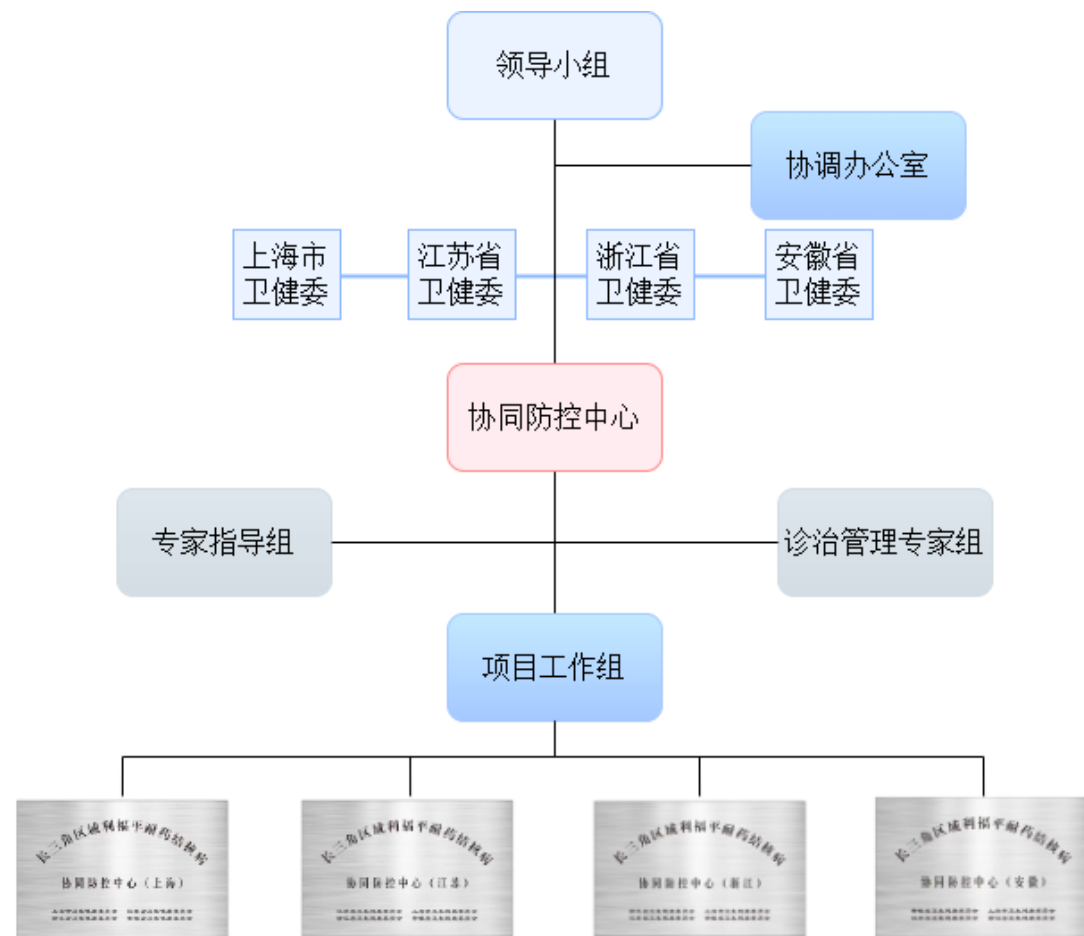 领导小组
协调办公室
上海市
卫健委
江苏省
卫健委
浙江省
卫健委
安徽省
卫健委
协同防控中心
专家指导组
诊治管理专家组
项目工作组
长三角区域利福平耐药结核病
协同防控中心（上海）
长三角区域利福平耐药结核病
协同防控中心（江苏）
长三角区域利福平耐药结核病
协同防控中心（浙江）
长三角区域利福平耐药结核病
协同防控中心（安徽）